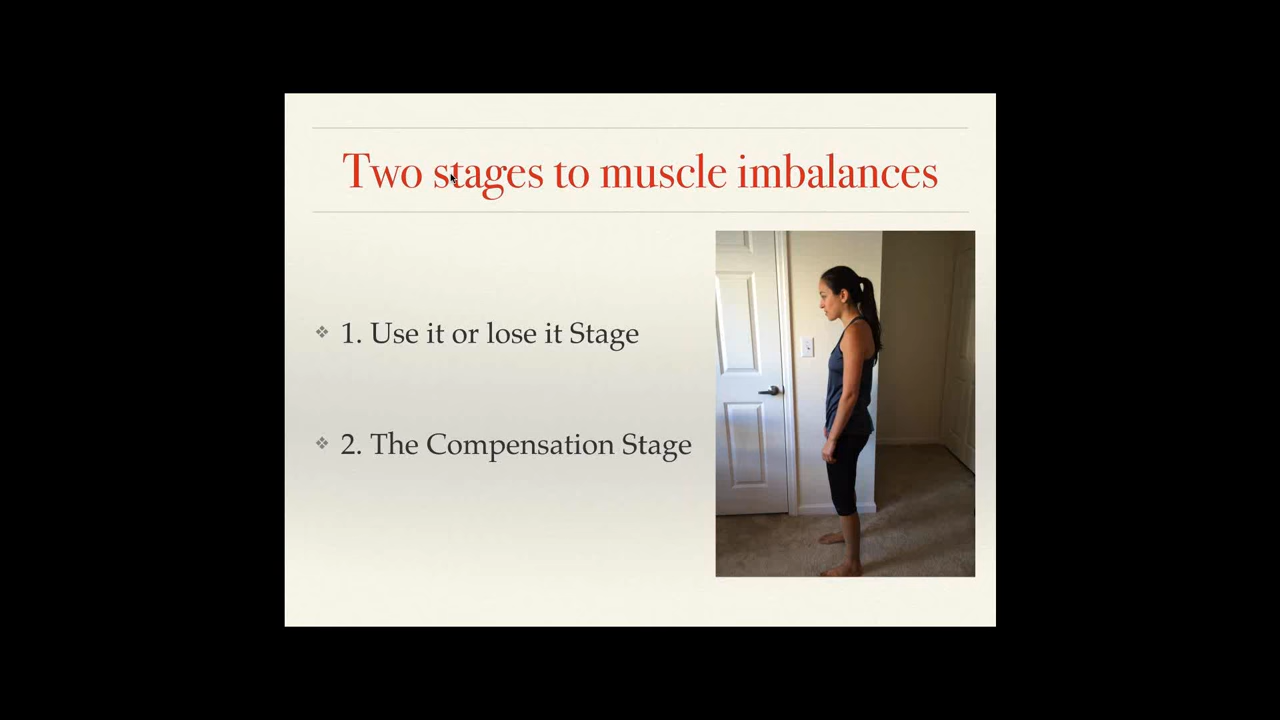 Two stages to muscle imbalances
1. Use it or lose it Stage
2. The Compensation Stage